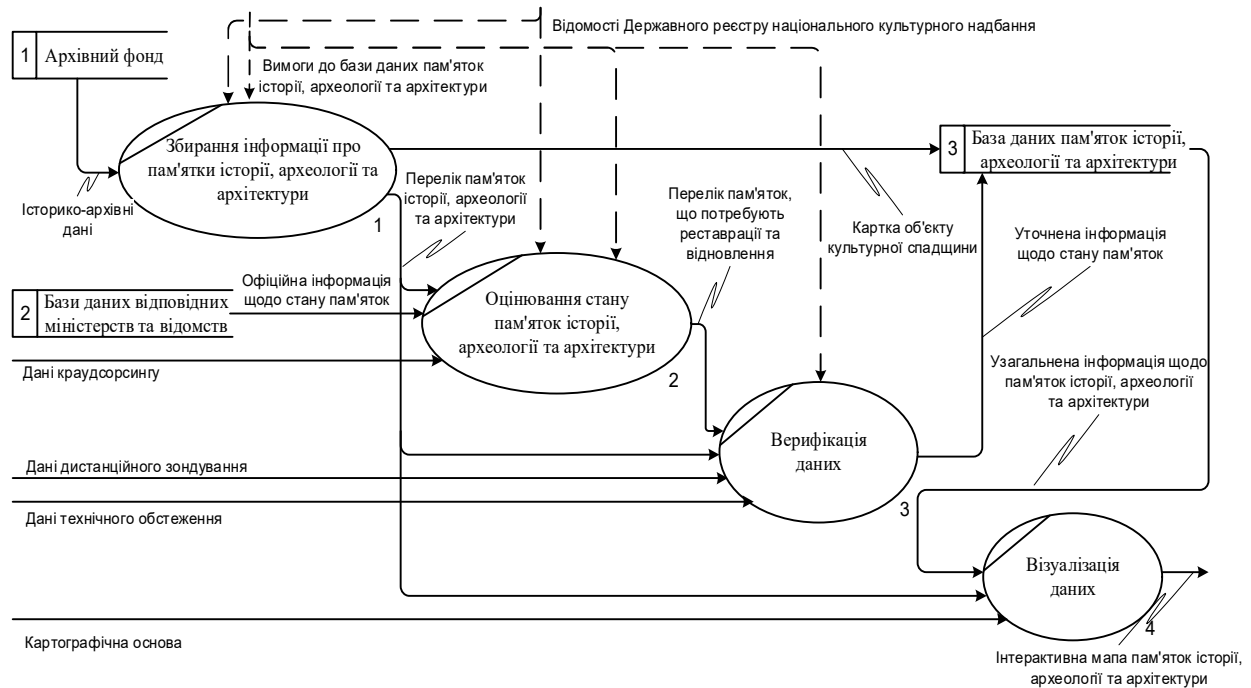 Відомості Державного реєстру національного культурного надбання
1 Архівний фонд
Вимоги до бази даних пам'яток
історії, археології та архітектури
Збирання інформації про
пам'ятки історії, археології та
архітектури
1
Історико-архівні
дані
Перелік пам'яток
історії, археології
та архітектури
Перелік пам'яток,
що потребують
реставрації та
відновлення
Картка об'єкту
культурної спадщини
3 База даних пам'яток історії,
археології та архітектури
Уточнена інформація
щодо стану пам'яток
Офіційна інформація
щодо стану пам'яток
2 Бази даних відповідних
міністерств та відомств
Оцінювання стану
пам'яток історії,
археології та архітектури
2
Дані краудсорсингу
Узагальнена інформація щодо
пам'яток історії, археології
та архітектури
Верифікація
даних
3
Дані дистанційного зондування
Дані технічного обстеження
Візуалізація
даних
4
Картографічна основа
Інтерактивна мапа пам'яток історії,
археології та архітектури